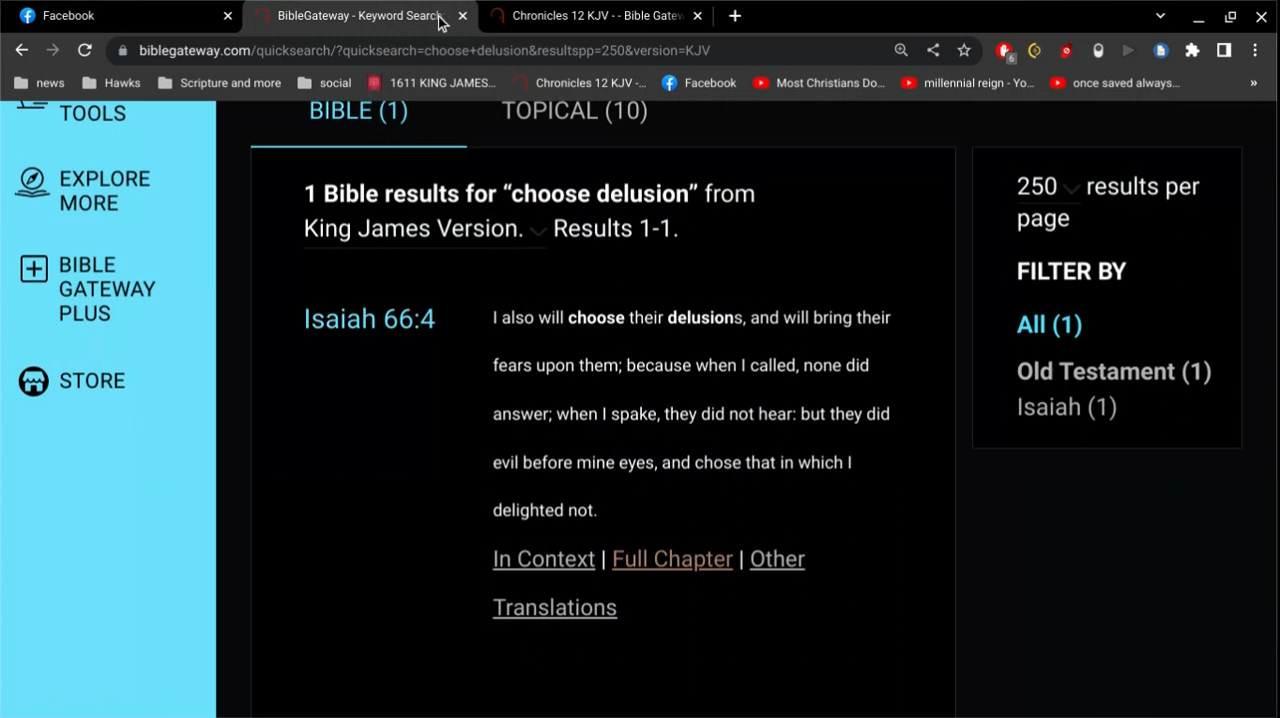 Facebook
BibleGateway - Keyword Search:
Chronicles 12 KJV - - Bible Gatew
biblegateway.com/quicksearch/?quicksearch=choose+delusion&resultspp=250&version=KJV
6
news
Hawks
Scripture and more
social
1611 KING JAMES...
Chronicles 12 KJV -...
Facebook
Most Christians Do...
millennial reign - Yo...
once saved always...
»
TOOLS
EXPLORE
MORE
BIBLE
GATEWAY
PLUS
STORE
BIBLE (1)
TOPICAL (10)
1 Bible results for “choose delusion” from
King James Version. Results 1-1.
Isaiah 66:4
I also will choose their delusions, and will bring their
fears upon them; because when I called, none did
answer; when I spake, they did not hear: but they did
evil before mine eyes, and chose that in which I
delighted not.
In Context | Full Chapter | Other
Translations
250 results per
page
FILTER BY
All (1)
Old Testament (1)
Isaiah (1)